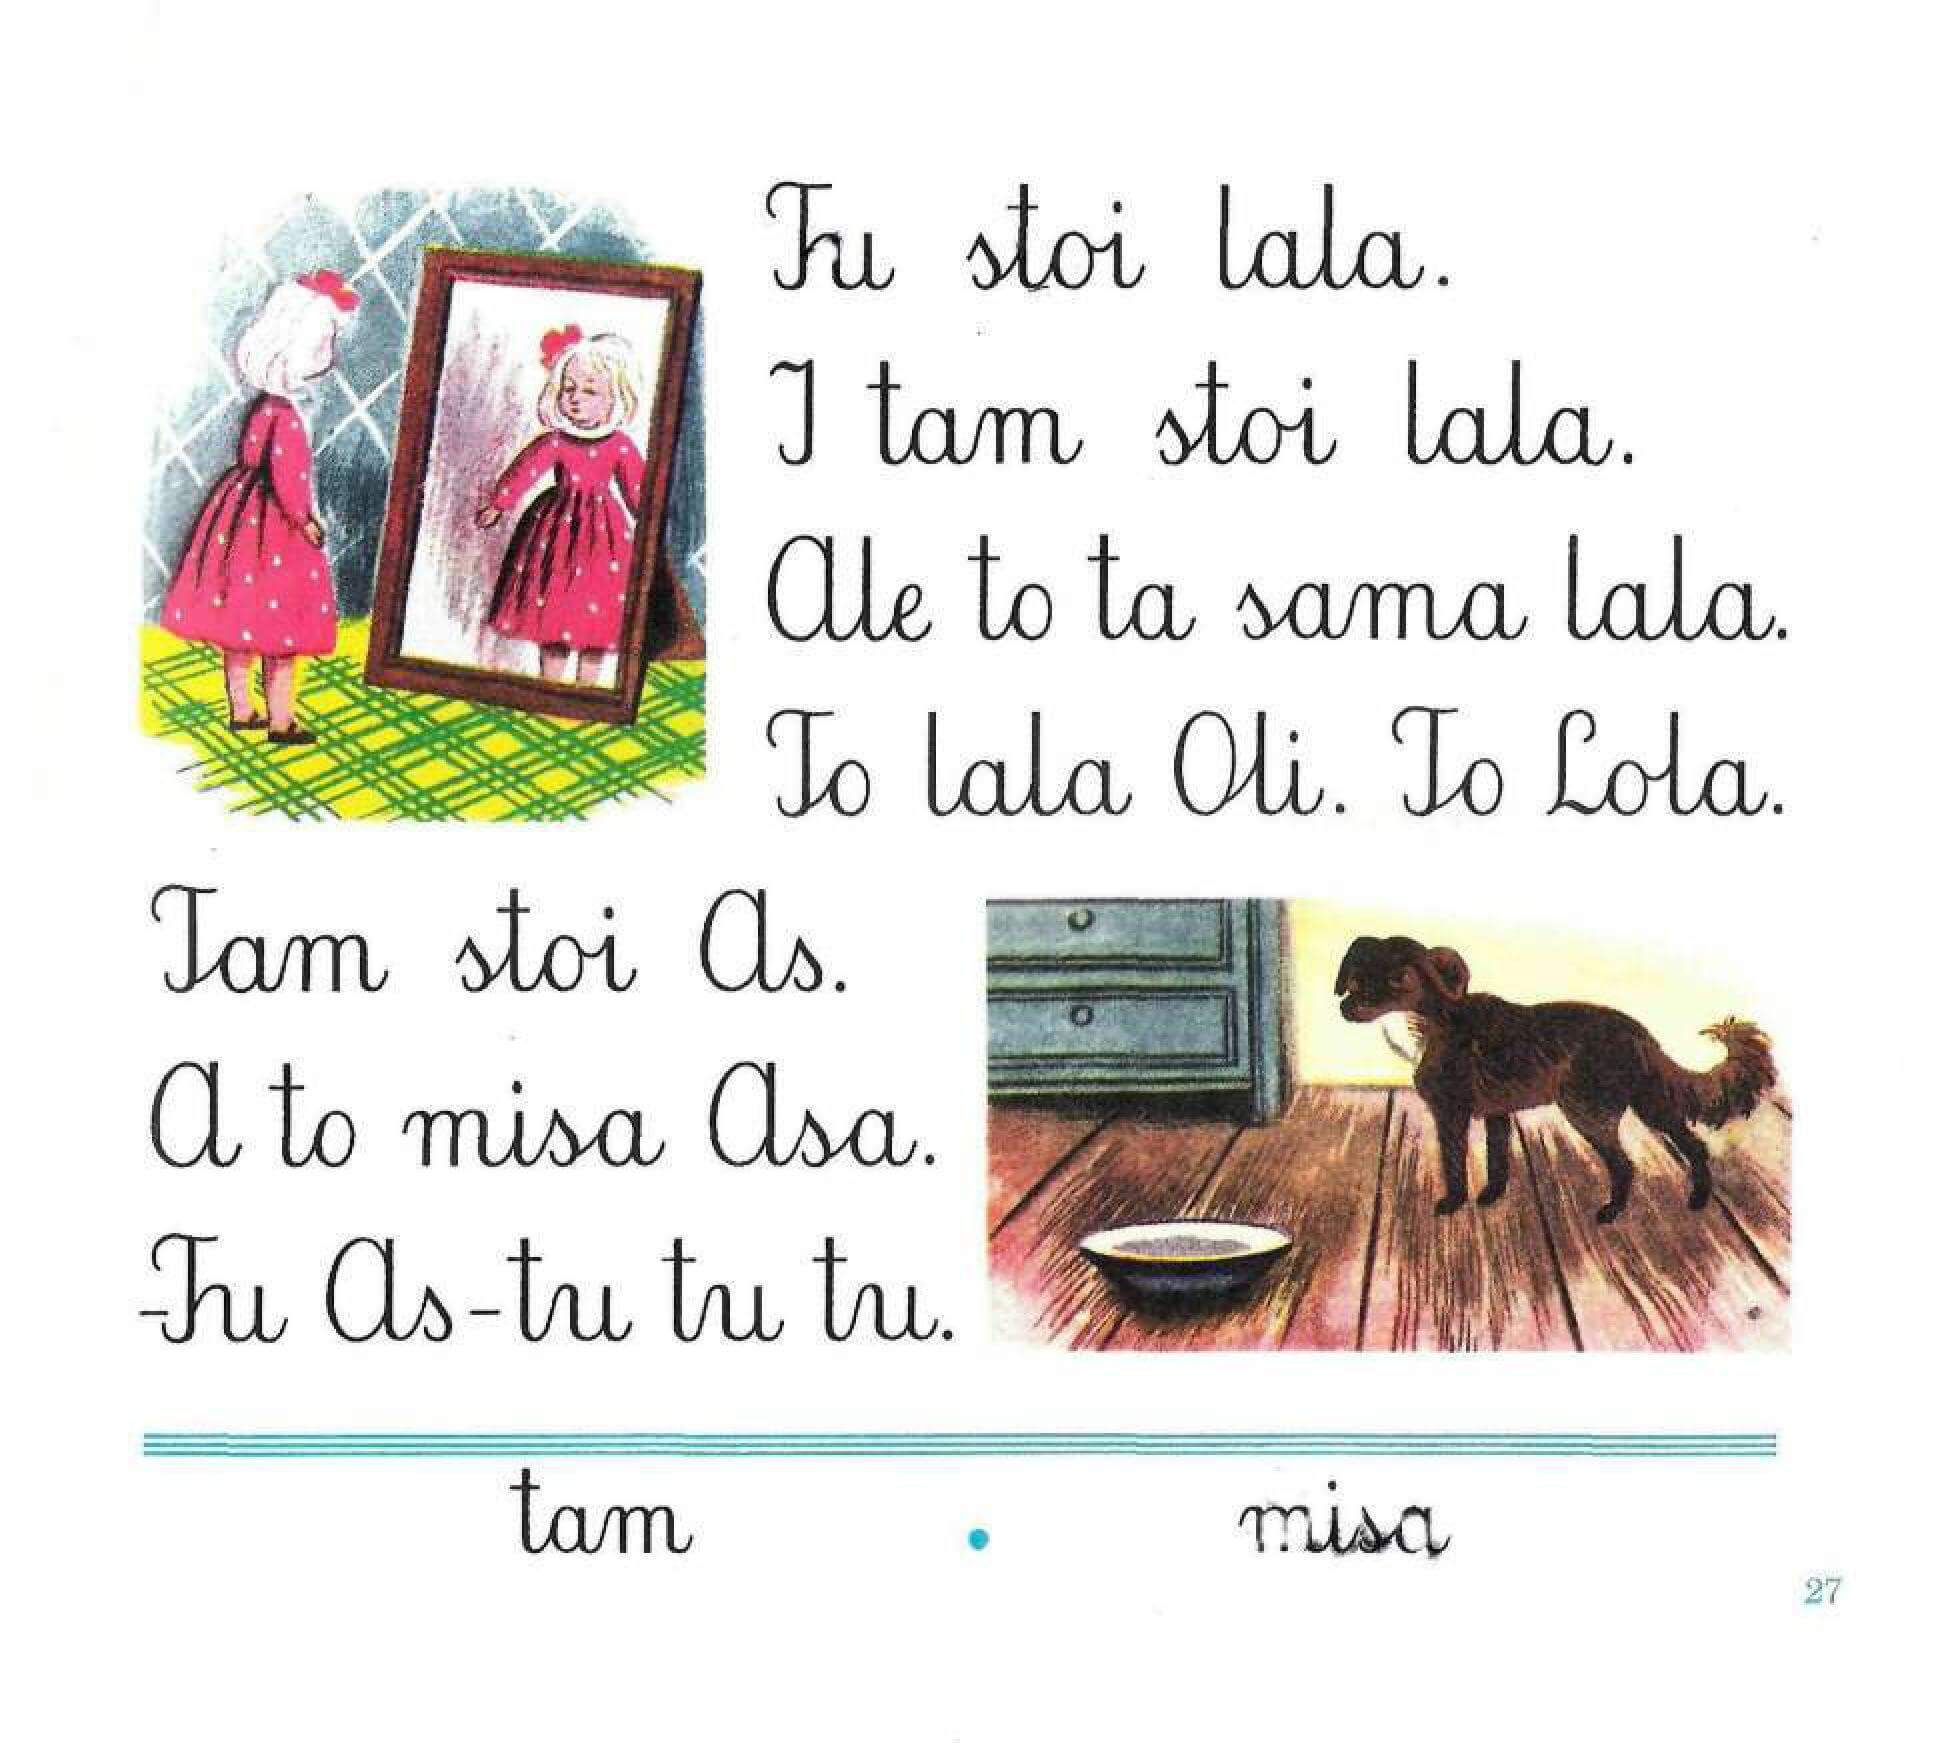 Tu stoi lala.
I tam stoi lala.
Ale to ta sama lala.
To lala Oli. To Lola.
Tam stoi As.
A to misa Asa.
-Tu As-tu tu tu.
tam • misa
27